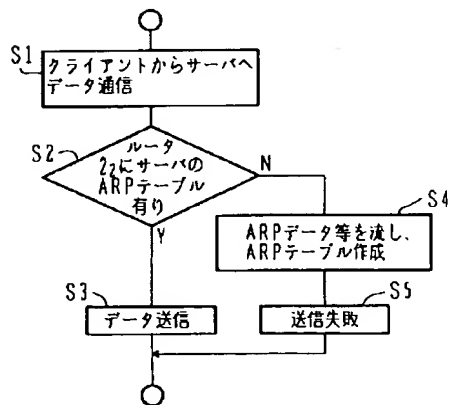 S1
クライアントからサーバへ
データ通信
S2
ルータ
2₂にサーバの
ARPテーブル
有り
N
Y
S4
ARPデータ等を流し、
ARPテーブル作成
S3
データ送信
S5
送信失敗